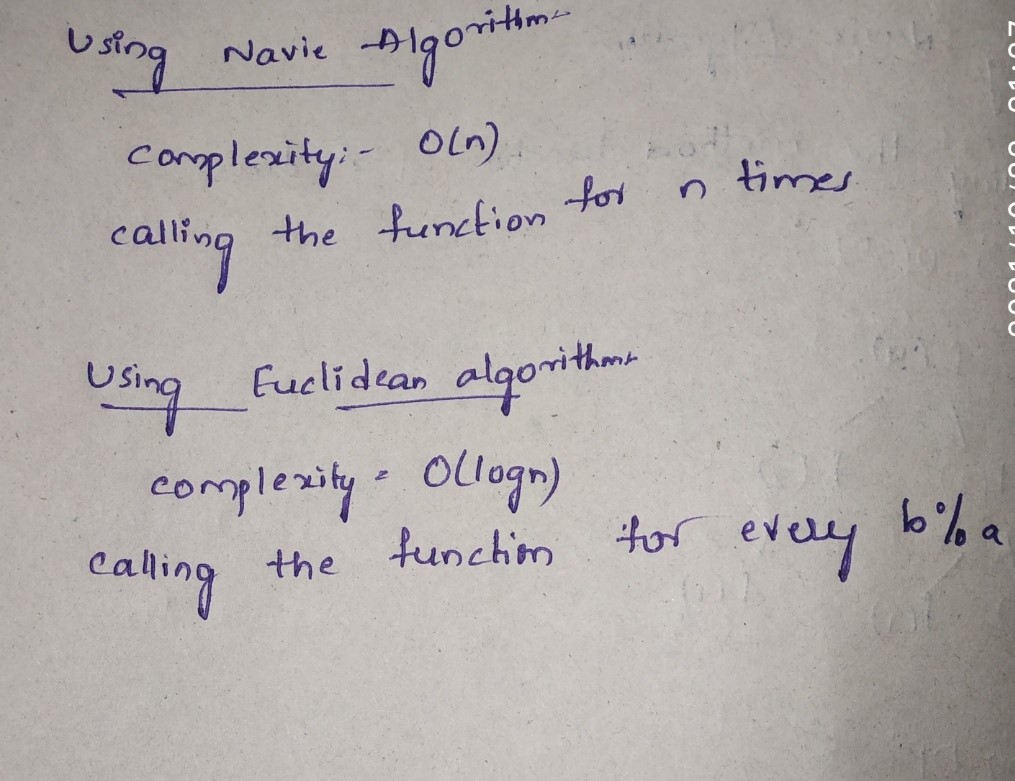 Using Navie Algorithm:-
complexity:- O(n)
calling the function for n times
Using Euclidean algorithm:-
complexity = O(logn)
calling the function for every b%a